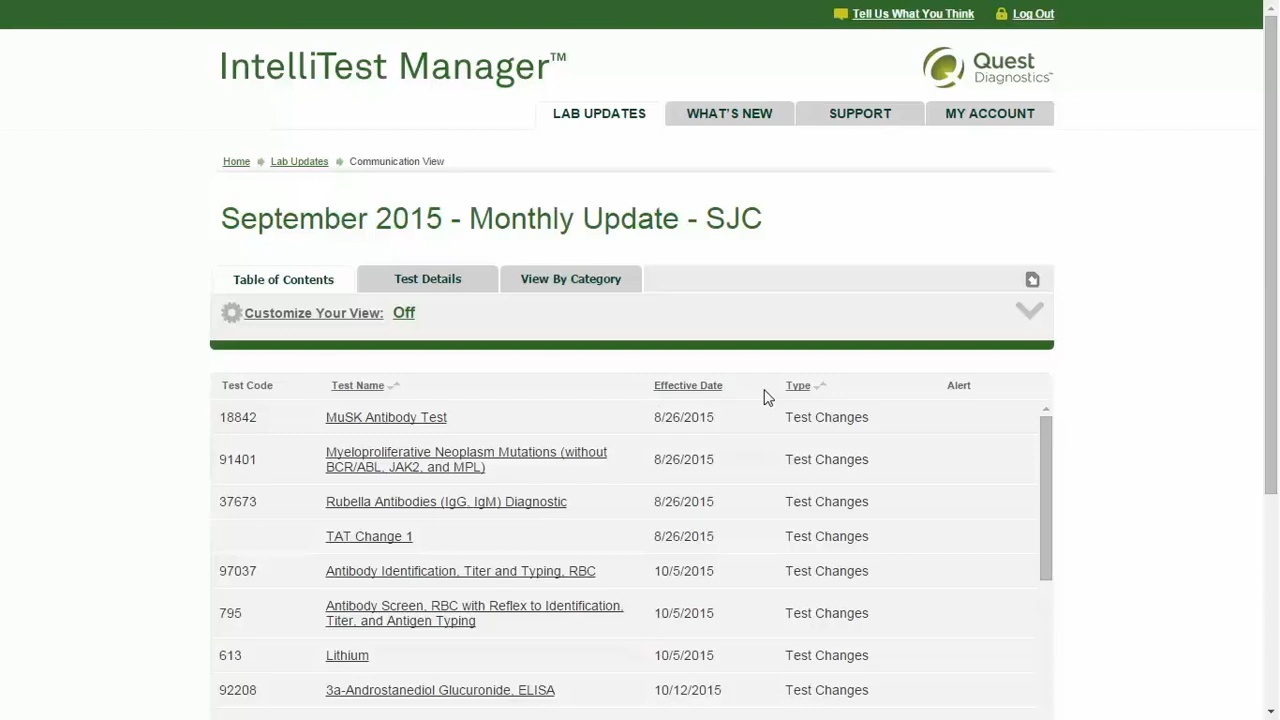 Tell Us What You Think Log Out
IntelliTest Manager™
Quest
Diagnostics™
LAB UPDATES WHAT'S NEW SUPPORT MY ACCOUNT
Home Lab Updates Communication View
September 2015 - Monthly Update - SJC
Table of Contents Test Details View By Category
Customize Your View: Off
Test Code Test Name Effective Date Type Alert
18842 MuSK Antibody Test 8/26/2015 Test Changes
91401 Myeloproliferative Neoplasm Mutations (without 8/26/2015 Test Changes
BCR/ABL, JAK2, and MPL)
37673 Rubella Antibodies (IgG, IgM) Diagnostic 8/26/2015 Test Changes
TAT Change 1 8/26/2015 Test Changes
97037 Antibody Identification, Titer and Typing, RBC 10/5/2015 Test Changes
795 Antibody Screen, RBC with Reflex to Identification, 10/5/2015 Test Changes
Titer, and Antigen Typing
613 Lithium 10/5/2015 Test Changes
92208 3a-Androstanediol Glucuronide, ELISA 10/12/2015 Test Changes